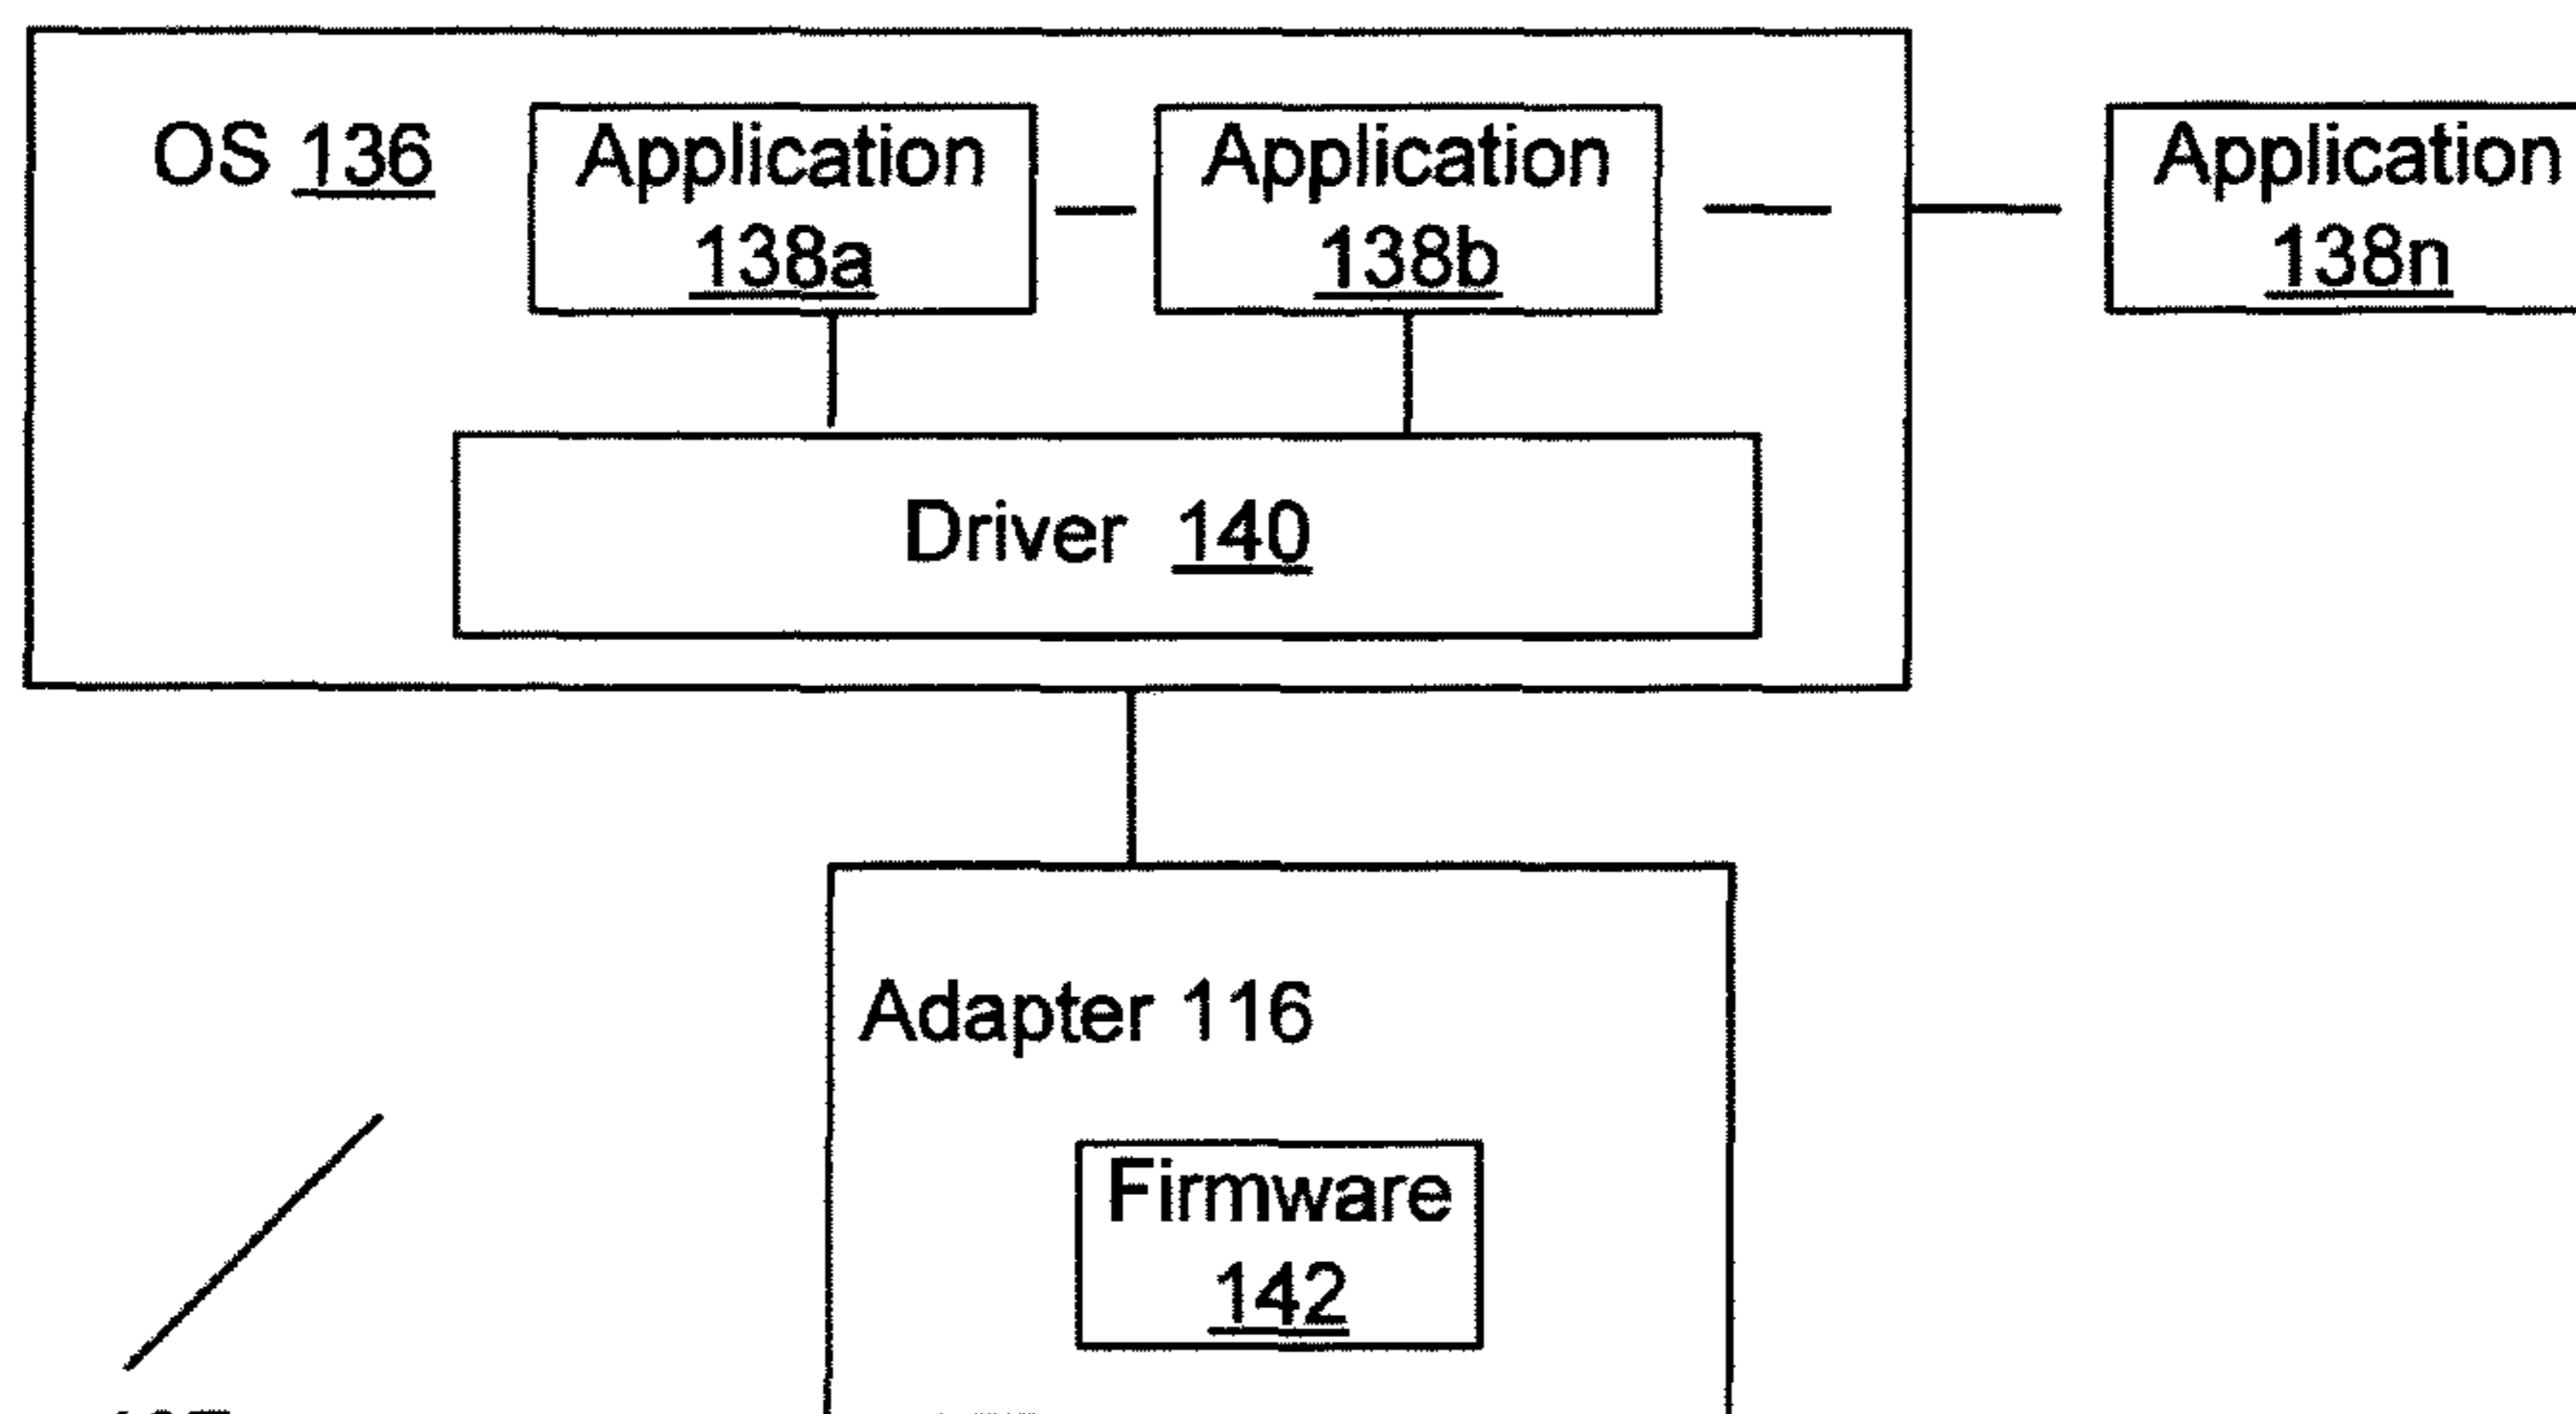 OS 136
Application
138a
Application
138b
Application
138n
Driver 140
Adapter 116
Firmware
142